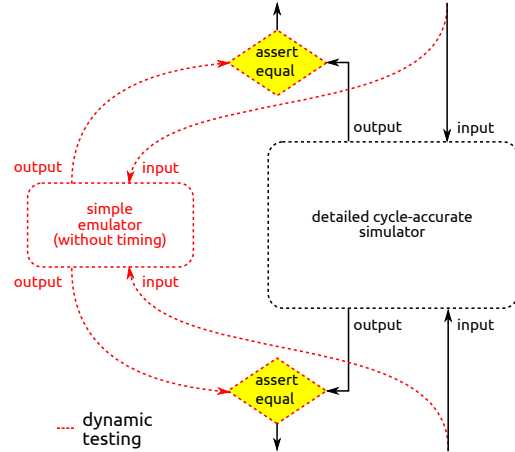 assert
equal
output
input
output
input
simple
emulator
(without timing)
detailed cycle-accurate
simulator
output
input
output
input
assert
equal
dynamic
testing